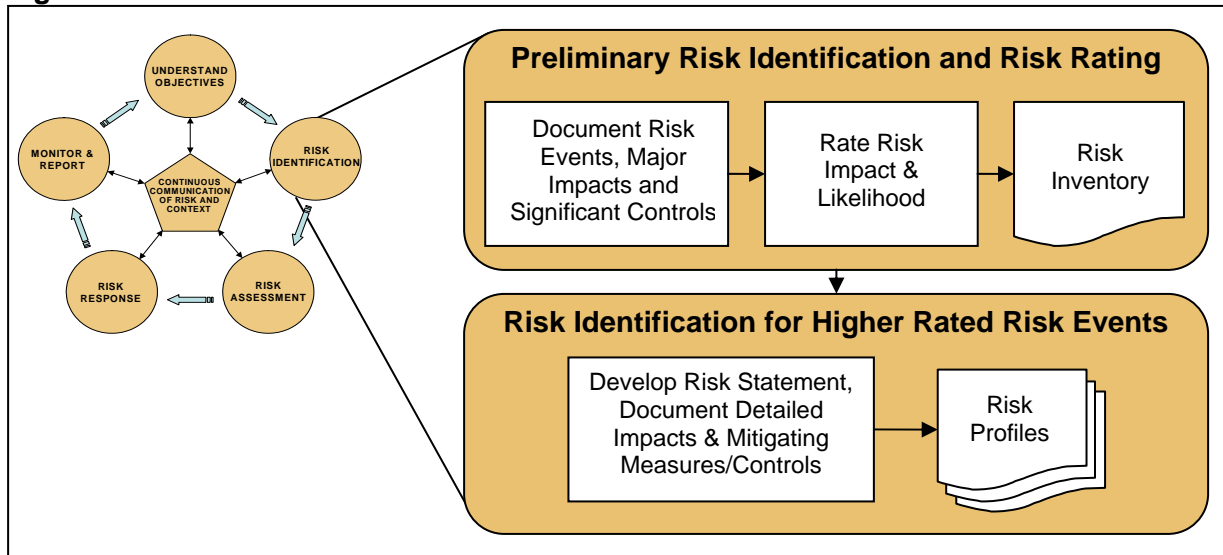 UNDERSTAND
OBJECTIVES
RISK
IDENTIFICATION
MONITOR &
REPORT
CONTINUOUS
COMMUNICATION
OF RISK AND
CONTEXT
RISK
RESPONSE
RISK
ASSESSMENT
Preliminary Risk Identification and Risk Rating
Document Risk
Events, Major
Impacts and
Significant Controls
Rate Risk
Impact &
Likelihood
Risk
Inventory
Risk Identification for Higher Rated Risk Events
Develop Risk Statement,
Document Detailed
Impacts & Mitigating
Measures/Controls
Risk
Profiles